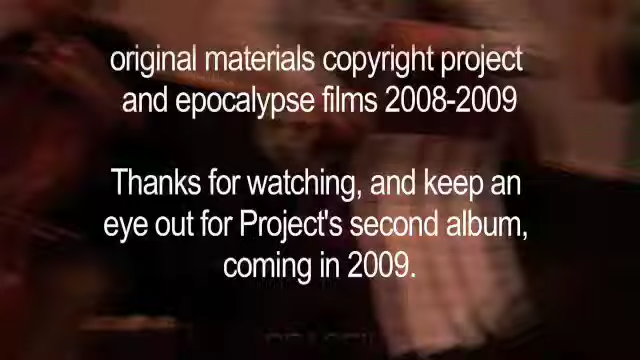 original materials copyright project
and epocalypse films 2008-2009
Thanks for watching, and keep an
eye out for Project's second album,
coming in 2009.